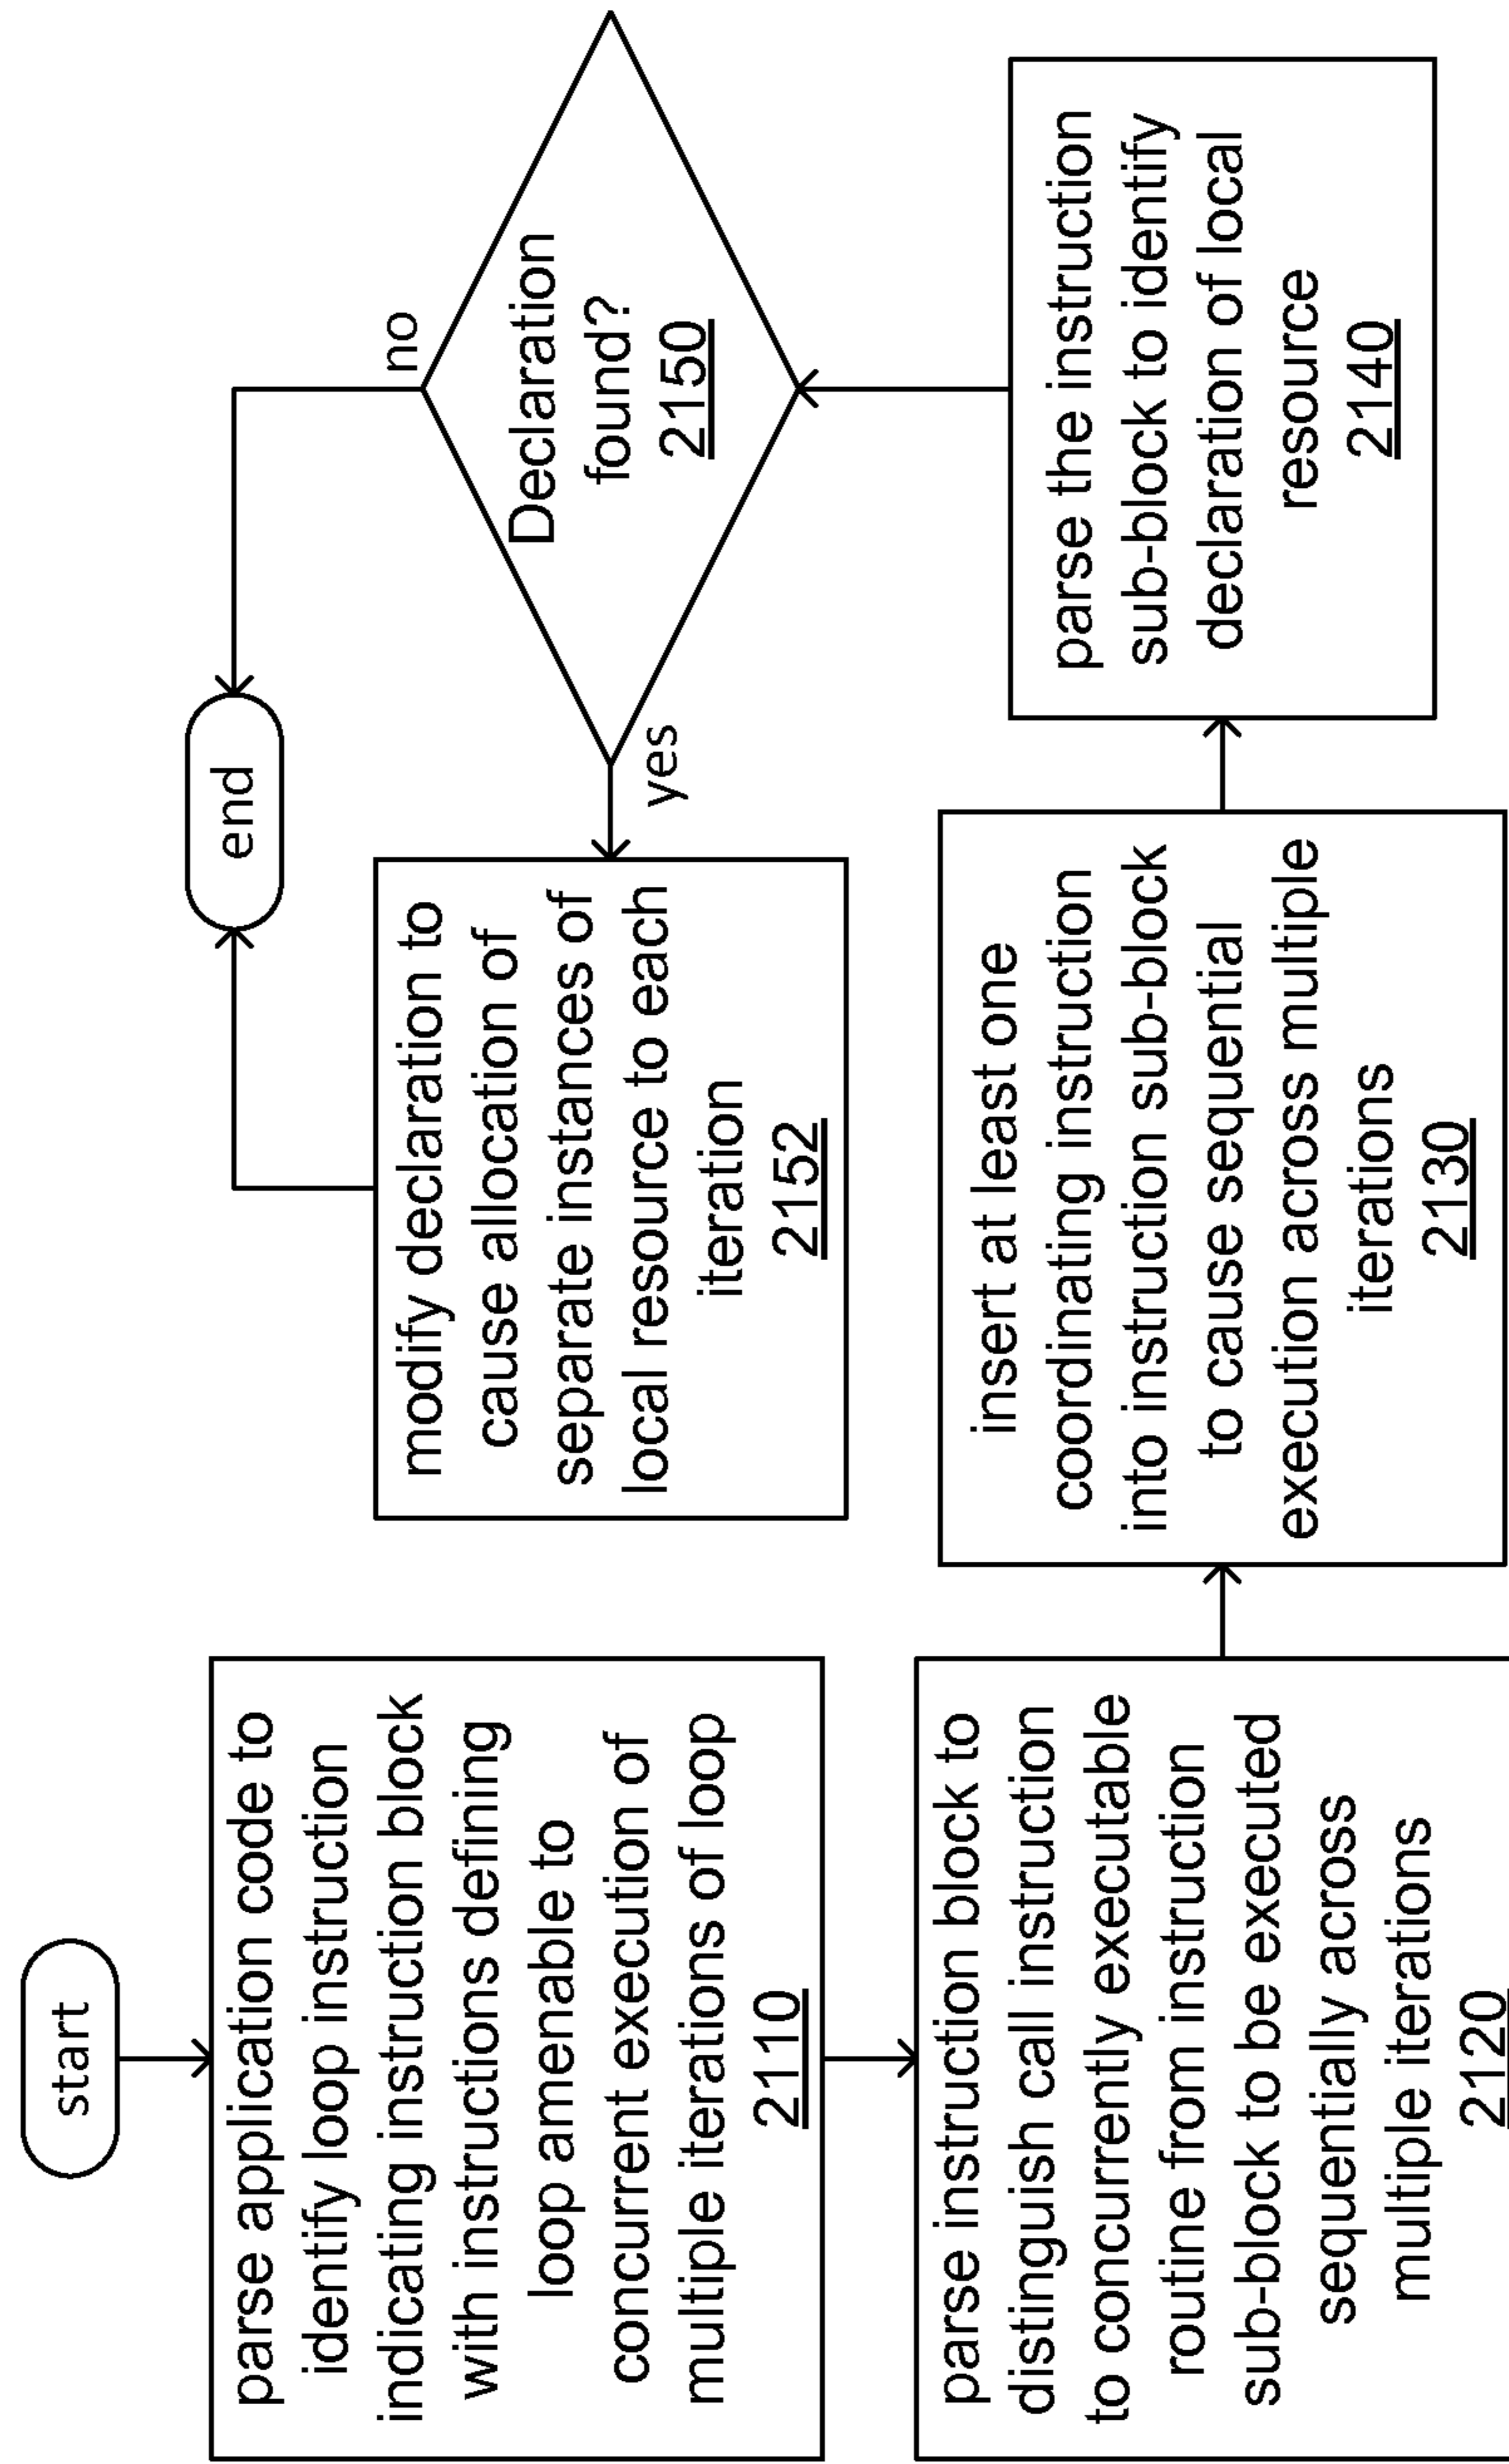 start
parse application code to
identify loop instruction
indicating instruction block
with instructions defining
loop amenable to
concurrent execution of
multiple iterations of loop
2110
parse instruction block to
distinguish call instruction
to concurrently executable
routine from instruction
sub-block to be executed
sequentially across
multiple iterations
2120
insert at least one
coordinating instruction
into instruction sub-block
to cause sequential
execution across multiple
iterations
2130
parse the instruction
sub-block to identify
declaration of local
resource
2140
Declaration
found?
2150
no
yes
modify declaration to
cause allocation of
separate instances of
local resource to each
iteration
2152
end